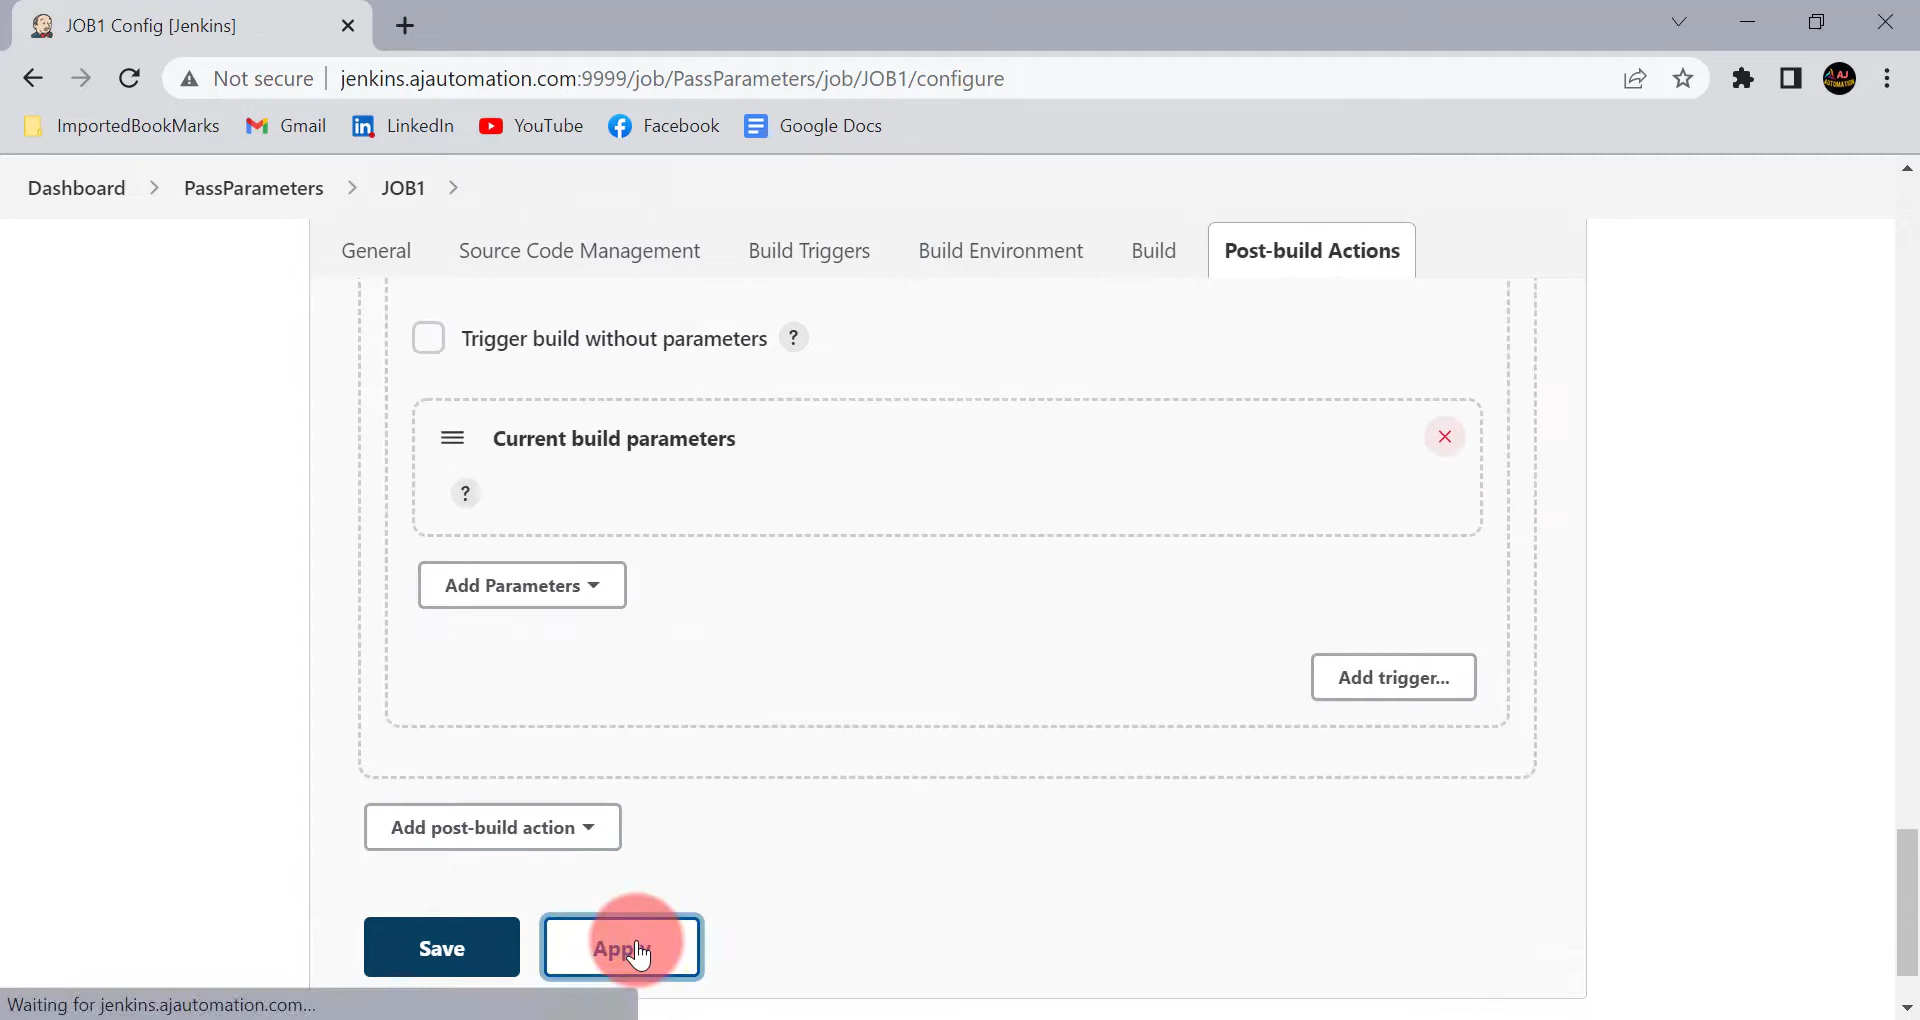 JOB1 Config [Jenkins]
Not secure
jenkins.ajautomation.com:9999/job/PassParameters/job/JOB1/configure
AJ
AUTOMATION
ImportedBookMarks
Gmail
LinkedIn
YouTube
Facebook
Google Docs
Dashboard
PassParameters
JOB1
General
Source Code Management
Build Triggers
Build Environment
Build
Post-build Actions
Trigger build without parameters ?
Current build parameters
?
Add Parameters
Add trigger...
Add post-build action
Save
Apply
Waiting for jenkins.ajautomation.com...